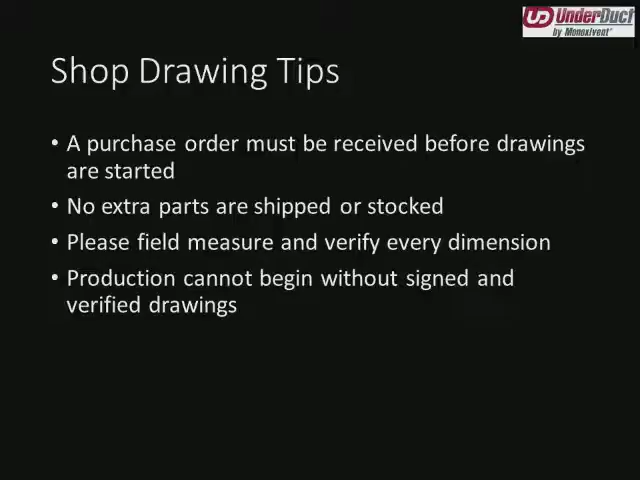 UD UnderDuct
by Monoxivent
Shop Drawing Tips
• A purchase order must be received before drawings
are started
• No extra parts are shipped or stocked
• Please field measure and verify every dimension
• Production cannot begin without signed and
verified drawings